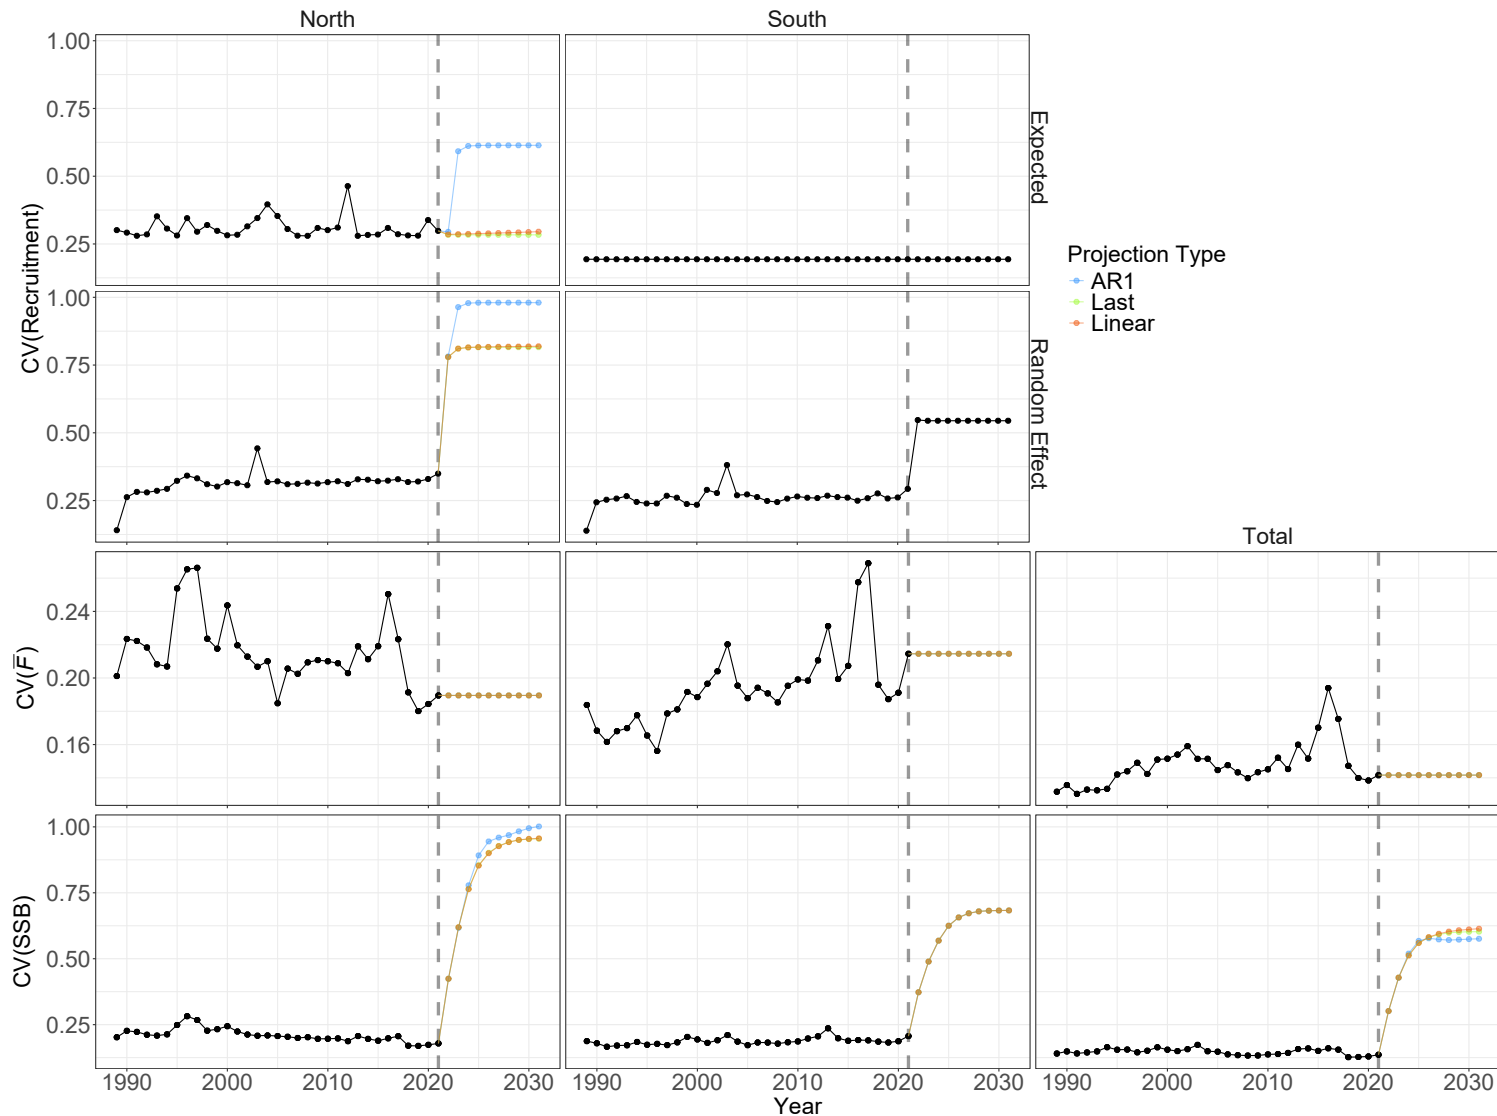 North
South
1.00
0.75
0.50
0.25
Expected
CV(Recruitment)
Projection Type
AR1
Last
Linear
1.00
0.75
0.50
0.25
Random Effect
Total
0.24
0.20
0.16
CV(F̅)
1.00
0.75
0.50
0.25
CV(SSB)
1990 2000 2010 2020 2030
1990 2000 2010 2020 2030
1990 2000 2010 2020 2030
Year